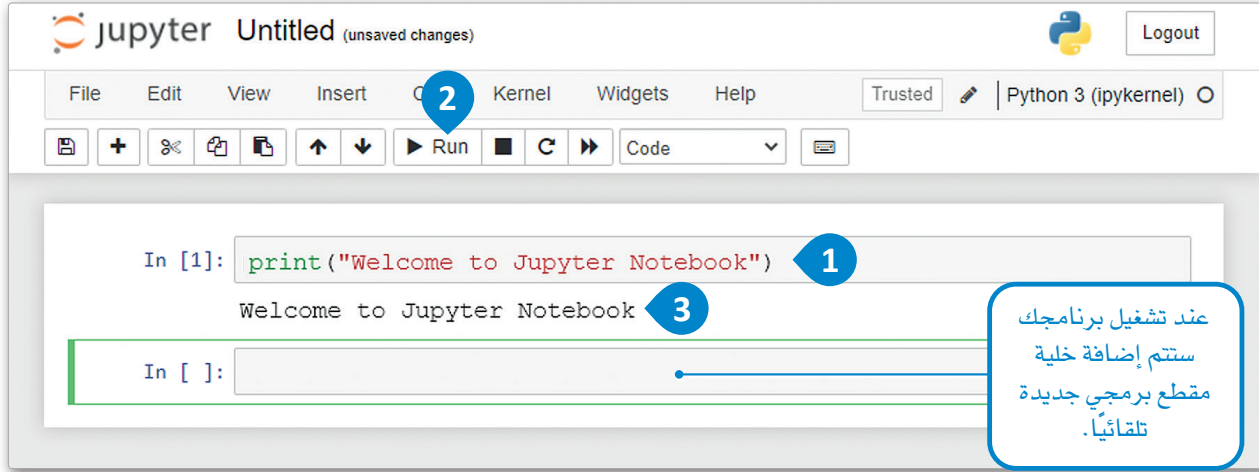 jupyter Untitled (unsaved changes)
Logout
File Edit View Insert C 2 Kernel Widgets Help
Trusted Python 3 (ipykernel)
Run Code
In [1]: print("Welcome to Jupyter Notebook") 1
Welcome to Jupyter Notebook 3
In [ ]:
عند تشغيل برنامجك
ستتم إضافة خلية
مقطع برمجي جديدة
تلقائيًا.